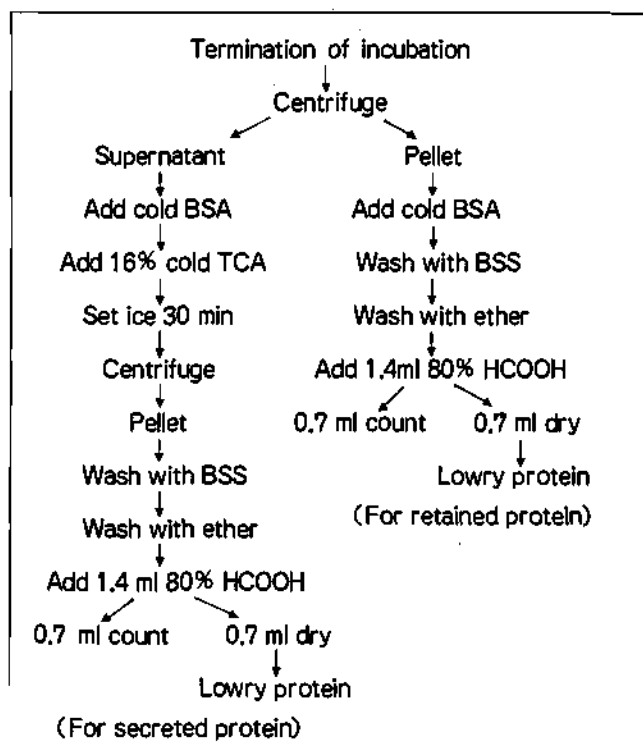 Termination of incubation
Centrifuge
Supernatant
Pellet
Add cold BSA
Add cold BSA
Add 16% cold TCA
Wash with BSS
Set ice 30 min
Wash with ether
Centrifuge
Add 1.4ml 80% HCOOH
Pellet
0.7 ml count
0.7 ml dry
Wash with BSS
Lowry protein
Wash with ether
(For retained protein)
Add 1.4 ml 80% HCOOH
0.7 ml count
0.7 ml dry
Lowry protein
(For secreted protein)